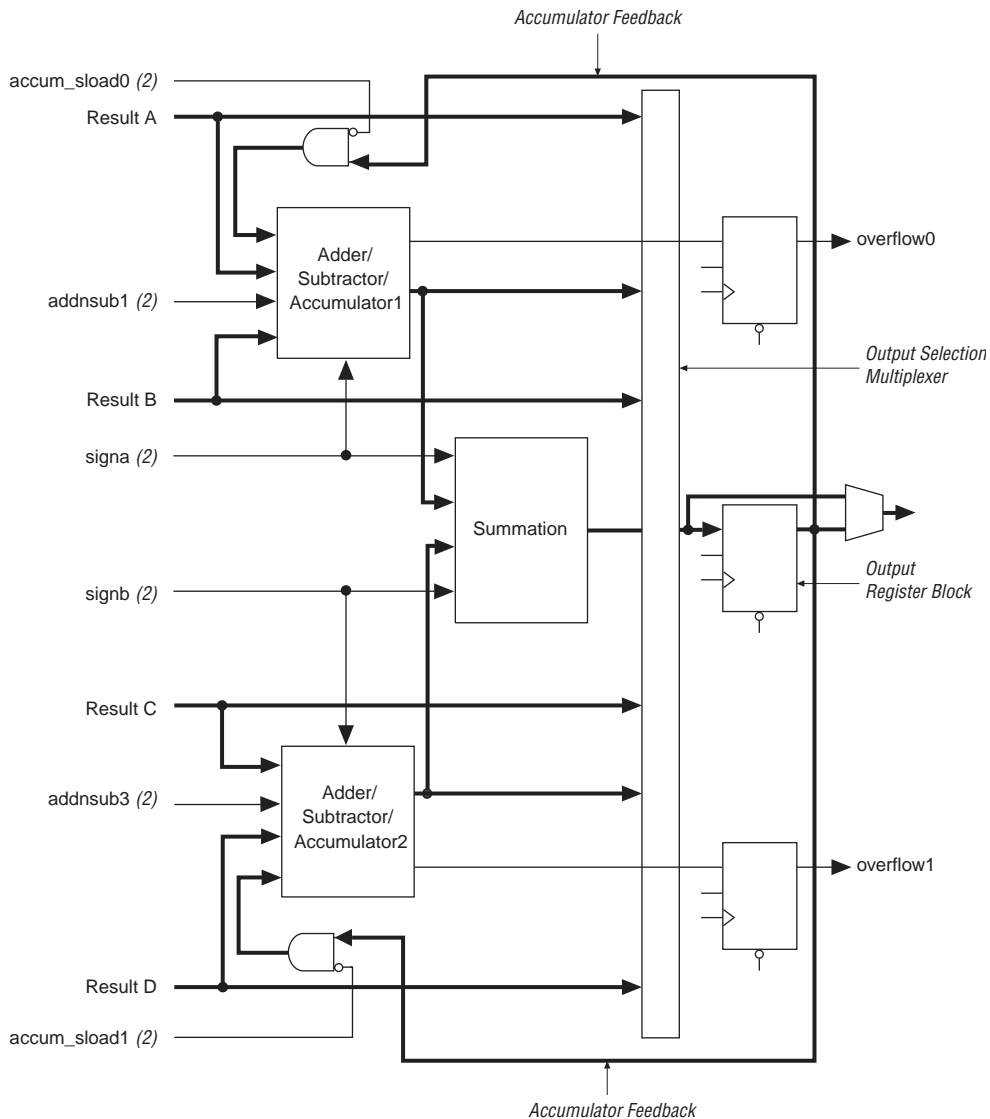 Accumulator Feedback
accum_sload0 (2)
Result A
Adder/
Subtractor/
Accumulator1
overflow0
addnsub1 (2)
Output Selection
Multiplexer
Result B
signa (2)
Summation
signb (2)
Output
Register Block
Result C
addnsub3 (2)
Adder/
Subtractor/
Accumulator2
overflow1
Result D
accum_sload1 (2)
Accumulator Feedback